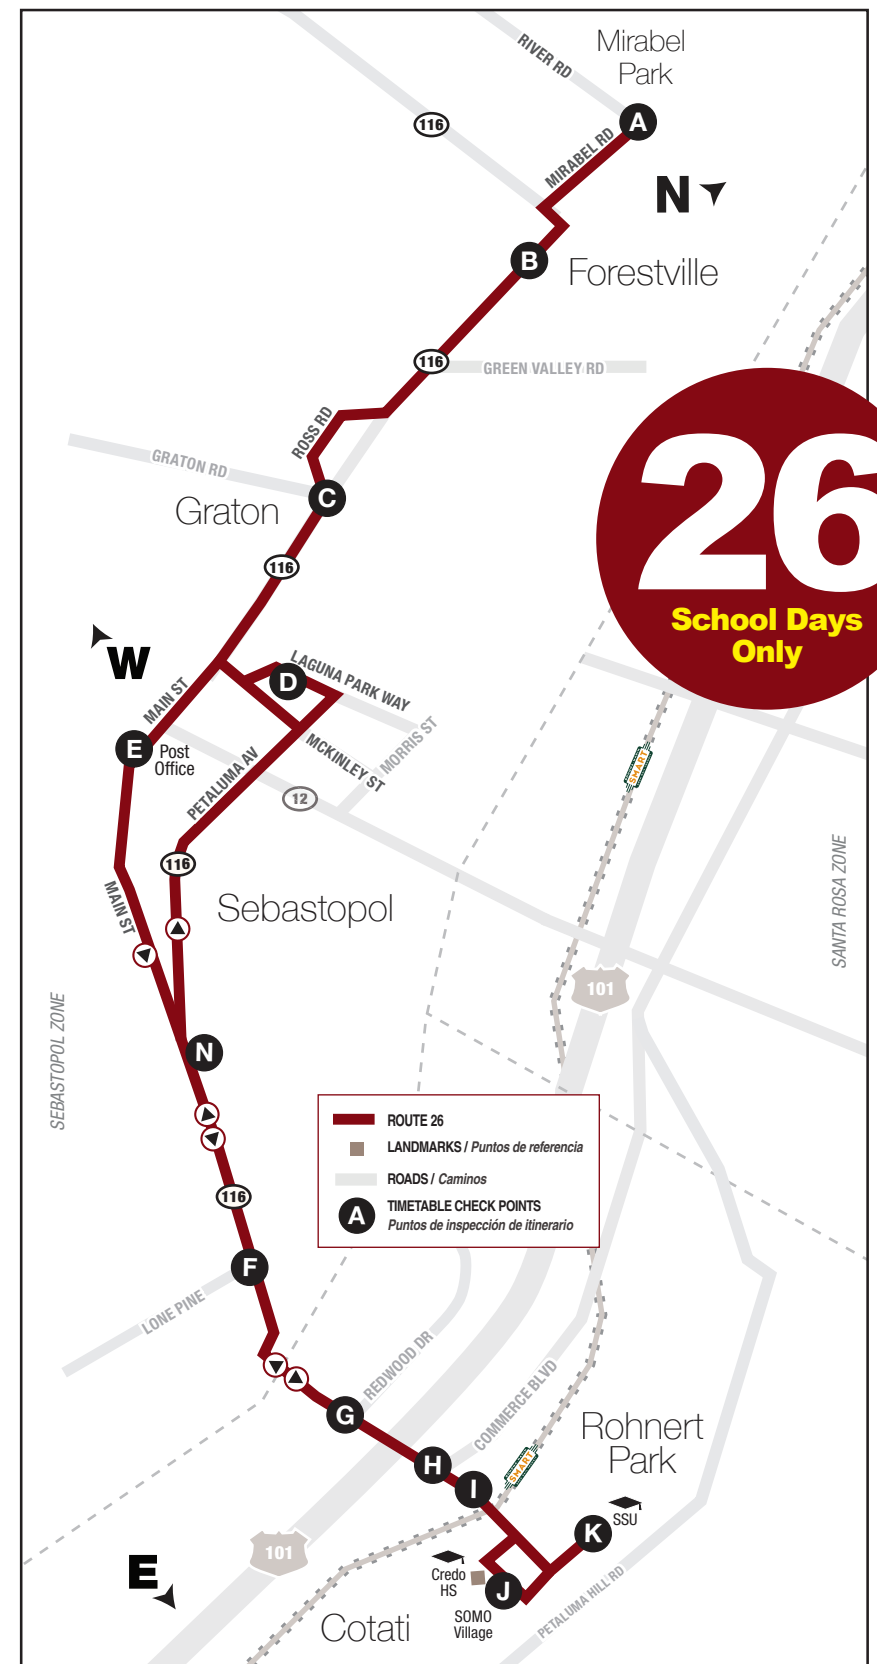 RIVER RD
Mirabel
Park
A
116
MIRABEL RD
N
B
Forestville
116
GREEN VALLEY RD
ROSS RD
GRATON RD
C
Graton
116
26
School Days
Only
W
MAIN ST
D
LAGUNA PARK WAY
E
Post
Office
PETALUMA AV
MCKINLEY ST
MORRIS ST
12
SMART
116
MAIN ST
Sebastopol
SANTA ROSA ZONE
101
SEBASTOPOL ZONE
N
ROUTE 26
LANDMARKS / Puntos de referencia
ROADS / Caminos
A
TIMETABLE CHECK POINTS
Puntos de inspección de itinerario
116
F
LONE PINE
REDWOOD DR
G
COMMERCE BLVD
Rohnert
Park
H
SMART
I
K
SSU
101
E
Credo
HS
J
SOMO
Village
PETALUMA HILL RD
Cotati